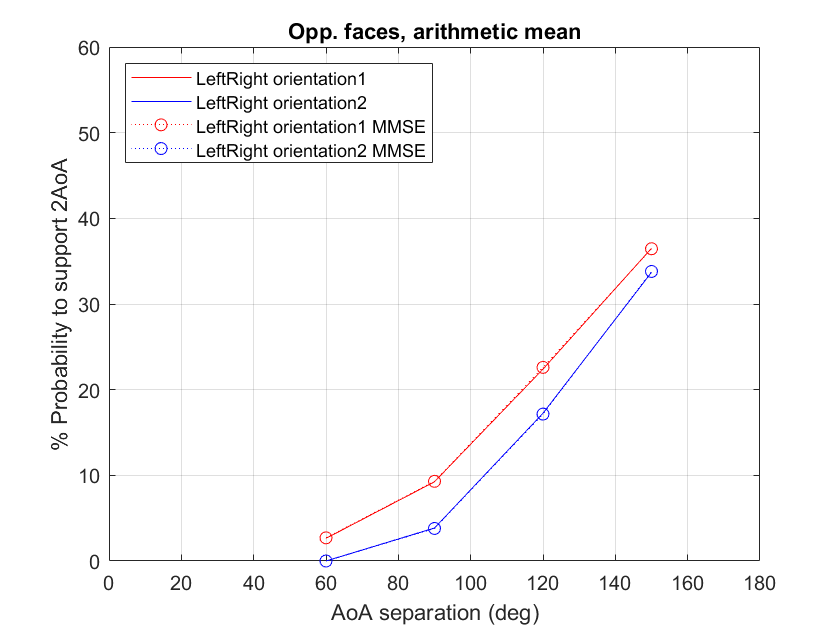 Opp. faces, arithmetic mean
60
50
40
30
20
10
0
% Probability to support 2AoA
LeftRight orientation1
LeftRight orientation2
LeftRight orientation1 MMSE
LeftRight orientation2 MMSE
0 20 40 60 80 100 120 140 160 180
AoA separation (deg)